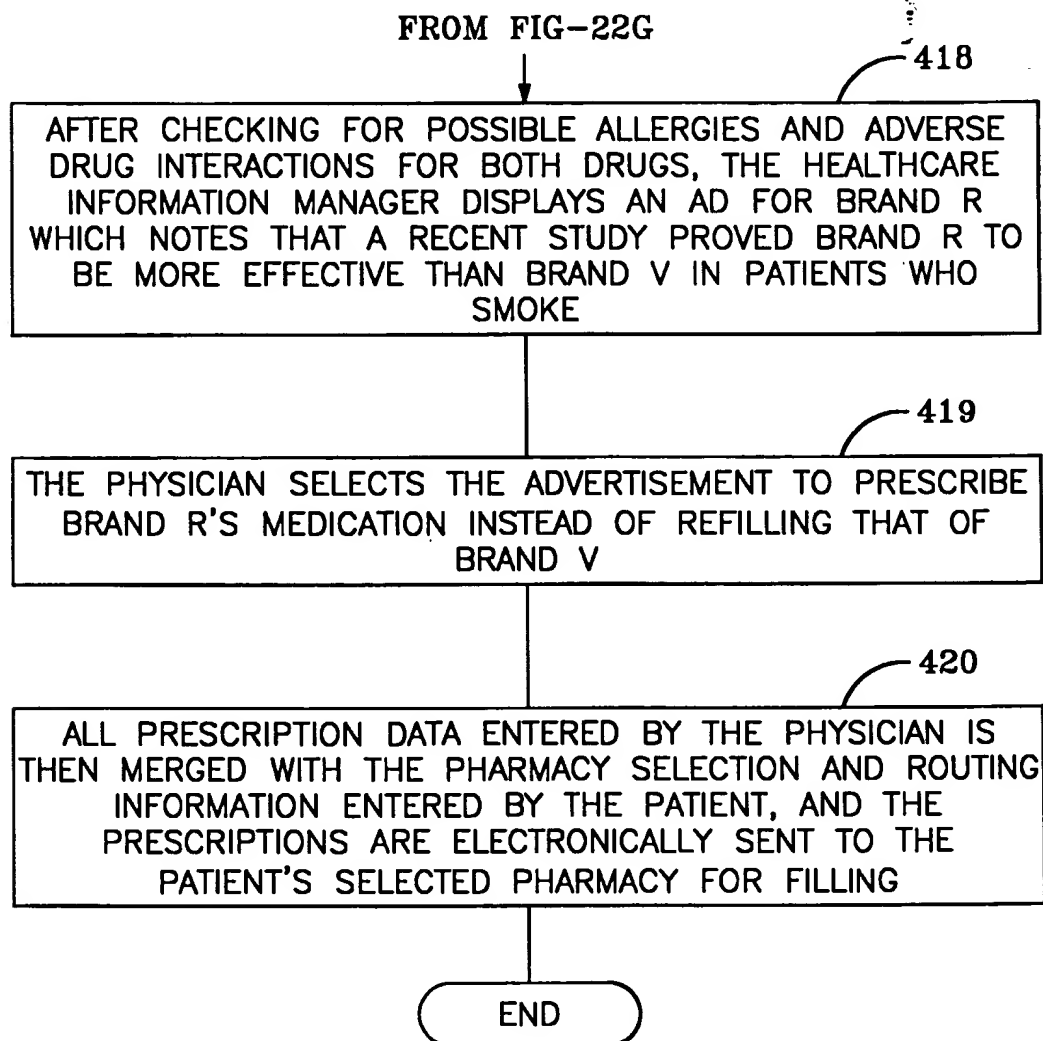 FROM FIG-22G
418
AFTER CHECKING FOR POSSIBLE ALLERGIES AND ADVERSE
DRUG INTERACTIONS FOR BOTH DRUGS, THE HEALTHCARE
INFORMATION MANAGER DISPLAYS AN AD FOR BRAND R
WHICH NOTES THAT A RECENT STUDY PROVED BRAND R TO
BE MORE EFFECTIVE THAN BRAND V IN PATIENTS WHO
SMOKE
419
THE PHYSICIAN SELECTS THE ADVERTISEMENT TO PRESCRIBE
BRAND R'S MEDICATION INSTEAD OF REFILLING THAT OF
BRAND V
420
ALL PRESCRIPTION DATA ENTERED BY THE PHYSICIAN IS
THEN MERGED WITH THE PHARMACY SELECTION AND ROUTING
INFORMATION ENTERED BY THE PATIENT, AND THE
PRESCRIPTIONS ARE ELECTRONICALLY SENT TO THE
PATIENT'S SELECTED PHARMACY FOR FILLING
END